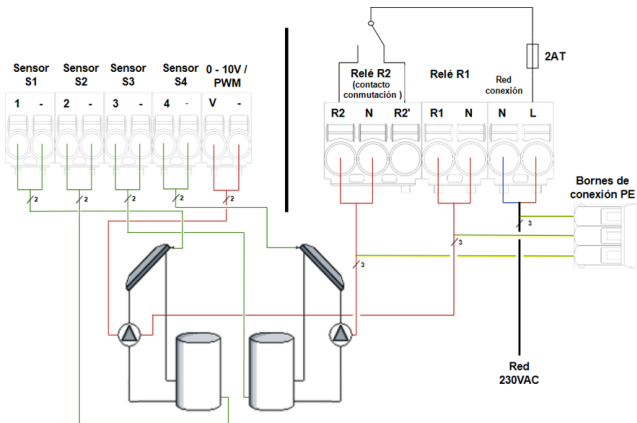 Sensor S1
Sensor S2
Sensor S3
Sensor S4
0 - 10V / PWM
1 - 2 - 3 - 4 - V -
2 2 2 2 2
2AT
Relé R2
(contacto
conmutación )
Relé R1
Red
conexión
R2 N R2' R1 N N L
Bornes de
conexión PE
3
3
3
Red
230VAC